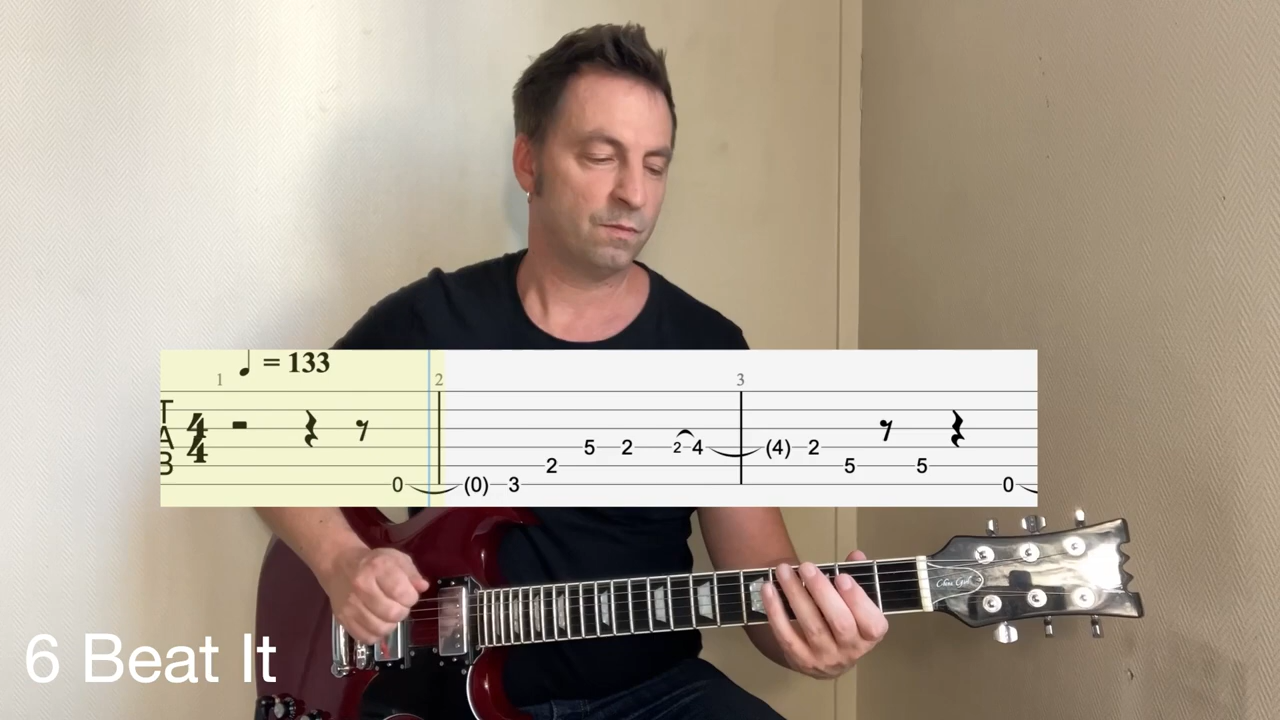 ♩ = 133
1 2 3
T
A
B
4
4
5 2 2 4 (4) 2
2 5 5
0 (0) 3 0
6 Beat It